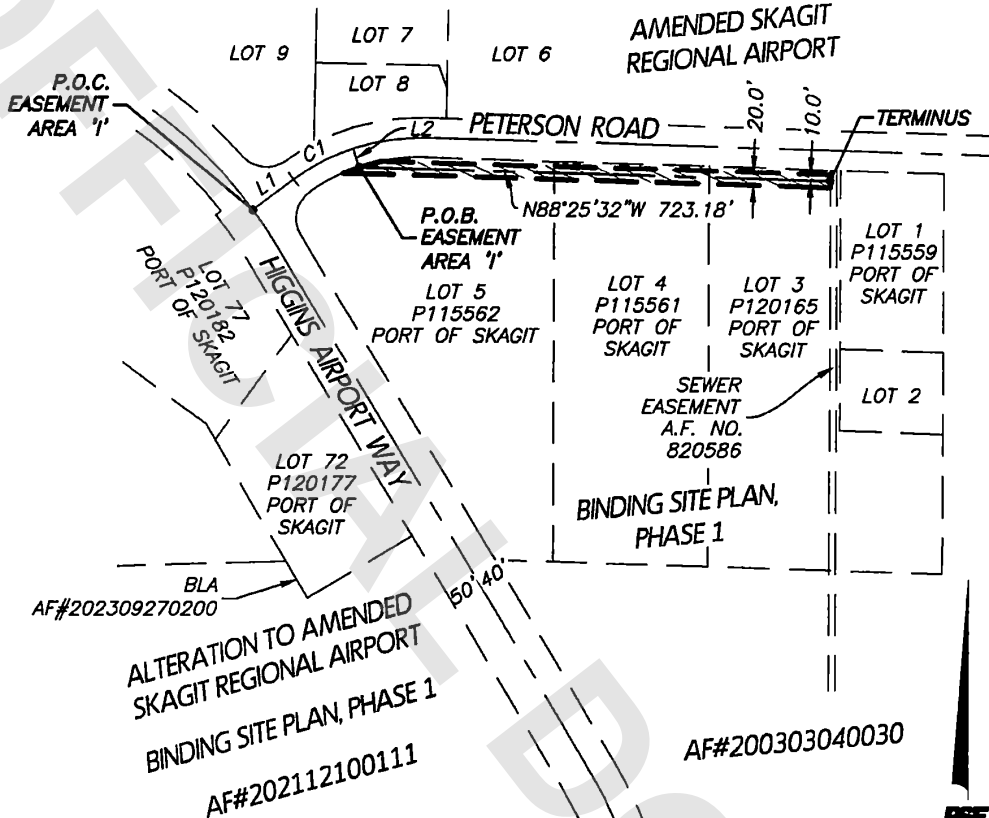 AMENDED SKAGIT
REGIONAL AIRPORT
LOT 9
LOT 7
LOT 6
LOT 8
P.O.C.
EASEMENT
AREA '1'
20.0'
10.0'
TERMINUS
L1
C1
L2
PETERSON ROAD
N88°25'32"W 723.18'
P.O.B.
EASEMENT
AREA '1'
LOT 77
P120182
PORT OF SKAGIT
HIGGINS AIRPORT WAY
LOT 5
P115562
PORT OF SKAGIT
LOT 4
P115561
PORT OF
SKAGIT
LOT 3
P120165
PORT OF
SKAGIT
LOT 1
P115559
PORT OF
SKAGIT
SEWER
EASEMENT
A.F. NO.
820586
LOT 2
LOT 72
P120177
PORT OF
SKAGIT
BINDING SITE PLAN,
PHASE 1
50' 40'
BLA
AF#202309270200
ALTERATION TO AMENDED
SKAGIT REGIONAL AIRPORT
BINDING SITE PLAN, PHASE 1
AF#202112100111
AF#200303040030